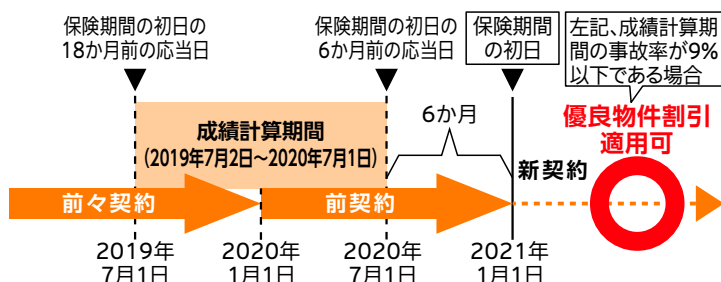 保険期間の初日の
18か月前の応当日
保険期間の初日の
6か月前の応当日
保険期間
の初日
左記、成績計算期
間の事故率が9%
以下である場合
優良物件割引
適用可
成績計算期間
(2019年7月2日～2020年7月1日)
6か月
新契約
前々契約
前契約
2019年
7月1日
2020年
1月1日
2020年
7月1日
2021年
1月1日